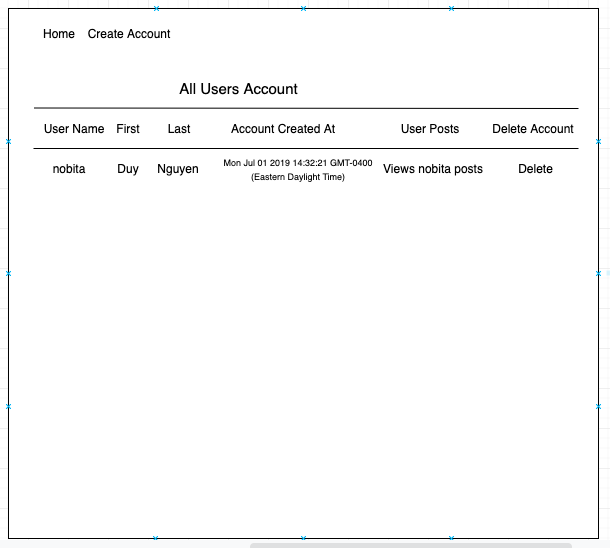 Home Create Account
All Users Account
User Name First Last Account Created At User Posts Delete Account
nobita Duy Nguyen Mon Jul 01 2019 14:32:21 GMT-0400 (Eastern Daylight Time) Views nobita posts Delete